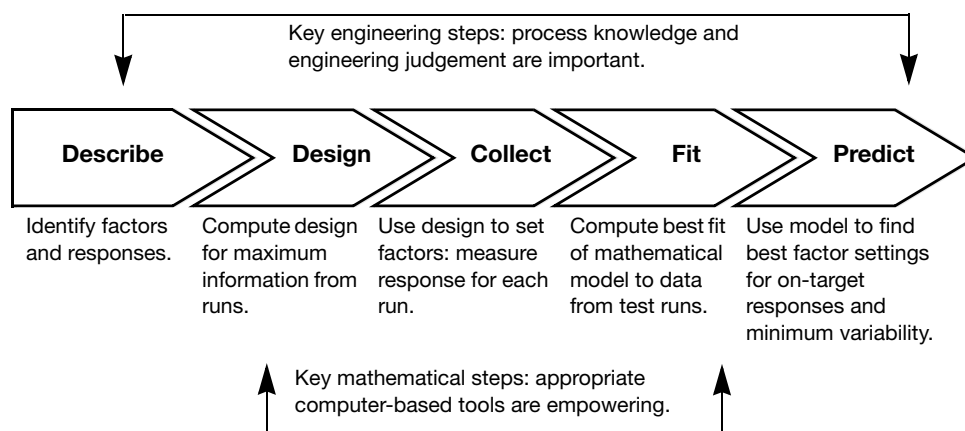 Key engineering steps: process knowledge and
engineering judgement are important.
Describe
Design
Collect
Fit
Predict
Identify factors
and responses.
Compute design
for maximum
information from
runs.
Use design to set
factors: measure
response for each
run.
Compute best fit
of mathematical
model to data
from test runs.
Use model to find
best factor settings
for on-target
responses and
minimum variability.
Key mathematical steps: appropriate
computer-based tools are empowering.